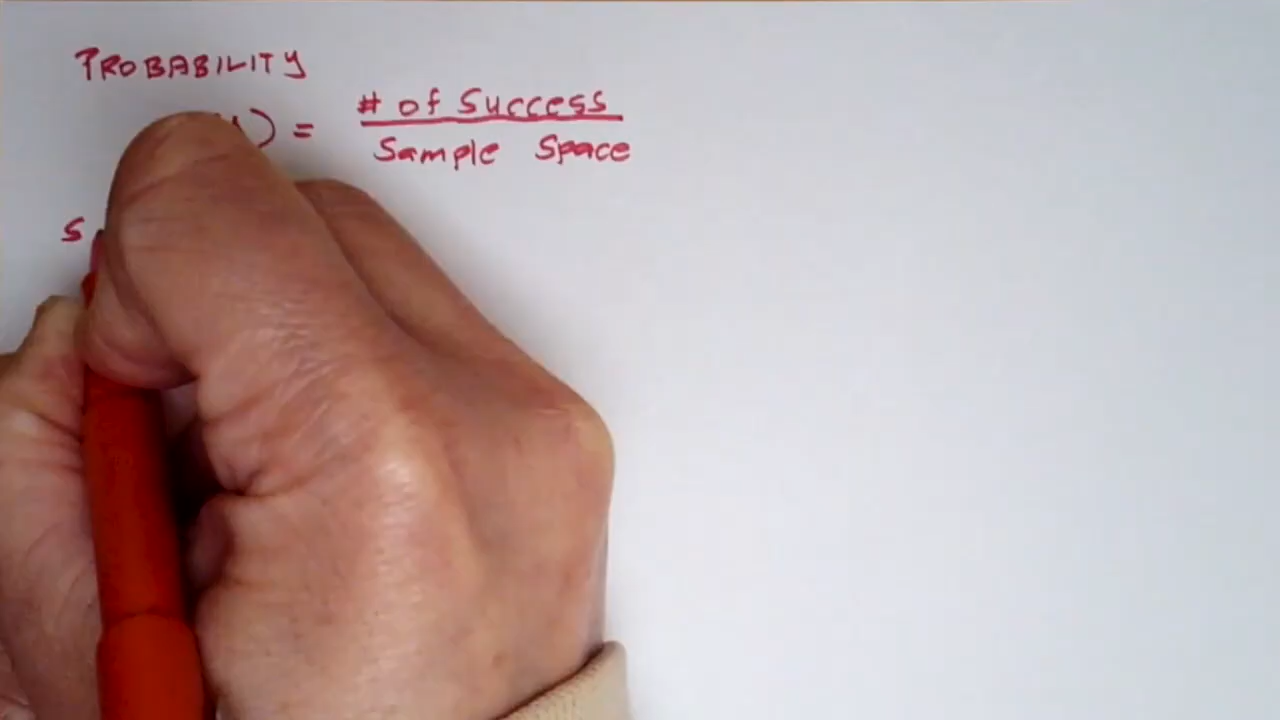 PROBABILITY
) = # of Success
Sample Space
S